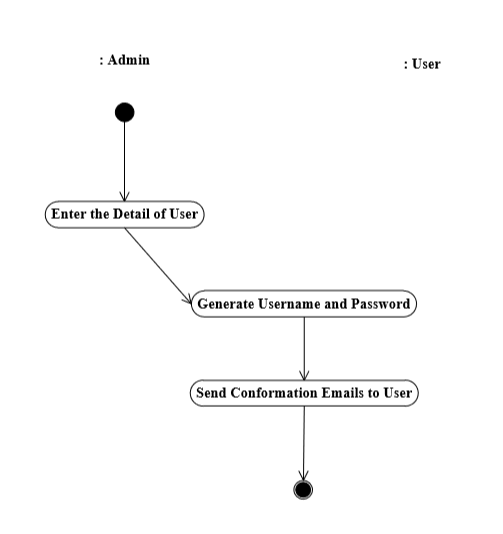 : Admin
: User
Enter the Detail of User
Generate Username and Password
Send Conformation Emails to User